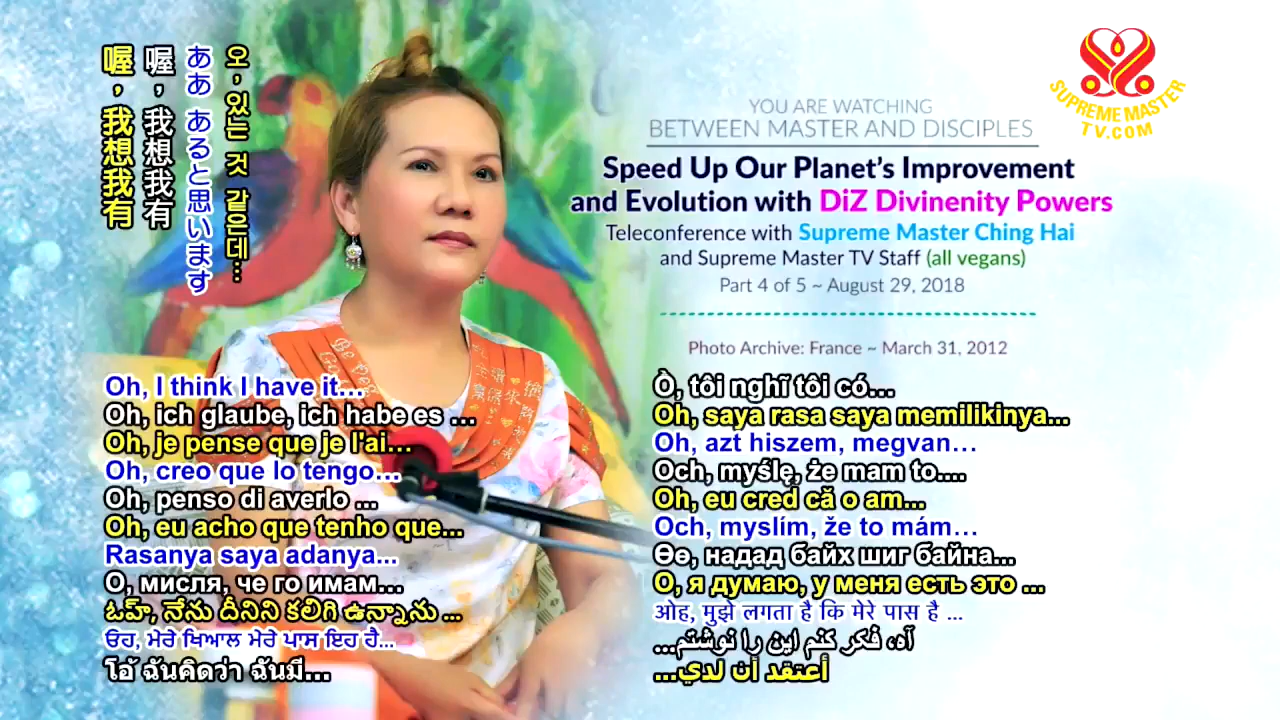 喔，我想我有
喔，我想我有
ああ あると思います
오, 있는 것 같은데...
SUPREME MASTER
TV.COM
YOU ARE WATCHING
BETWEEN MASTER AND DISCIPLES
Speed Up Our Planet’s Improvement
and Evolution with DiZ Divinenity Powers
Teleconference with Supreme Master Ching Hai
and Supreme Master TV Staff (all vegans)
Part 4 of 5 ~ August 29, 2018
Photo Archive: France ~ March 31, 2012
Oh, I think I have it…
Oh, ich glaube, ich habe es …
Oh, je pense que je l'ai…
Oh, creo que lo tengo…
Oh, penso di averlo ...
Oh, eu acho que tenho que...
Rasanya saya adanya...
О, мисля, че го имам…
ఓహ్, నేను దీనిని కలిగి ఉన్నాను ...
ਓਹ, ਮੇਰੇ ਖਿਆਲ ਮੇਰੇ ਪਾਸ ਇਹ ਹੈ...
โอ้ ฉันคิดว่า ฉันมี...
Ò, tôi nghĩ tôi có...
Oh, saya rasa saya memilikinya...
Oh, azt hiszem, megvan…
Och, myślę, że mam to....
Oh, eu cred că o am...
Och, myslím, že to mám…
Өө, надад байх шиг байна...
О, я думаю, у меня есть это ...
ओह, मुझे लगता है कि मेरे पास है ...
آه، فکر کنم این را نوشتم...
أعتقد أن لدي...